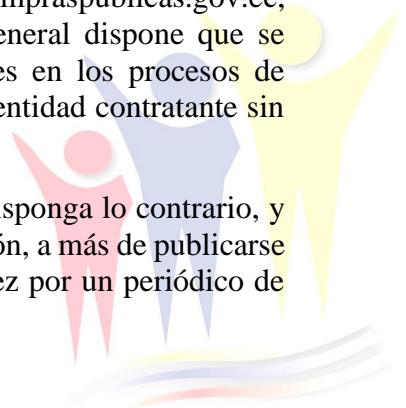 compraspublicas.gov.ec,
eneral dispone que se
es en los procesos de
entidad contratante sin
isponga lo contrario, y
ón, a más de publicarse
ez por un periódico de